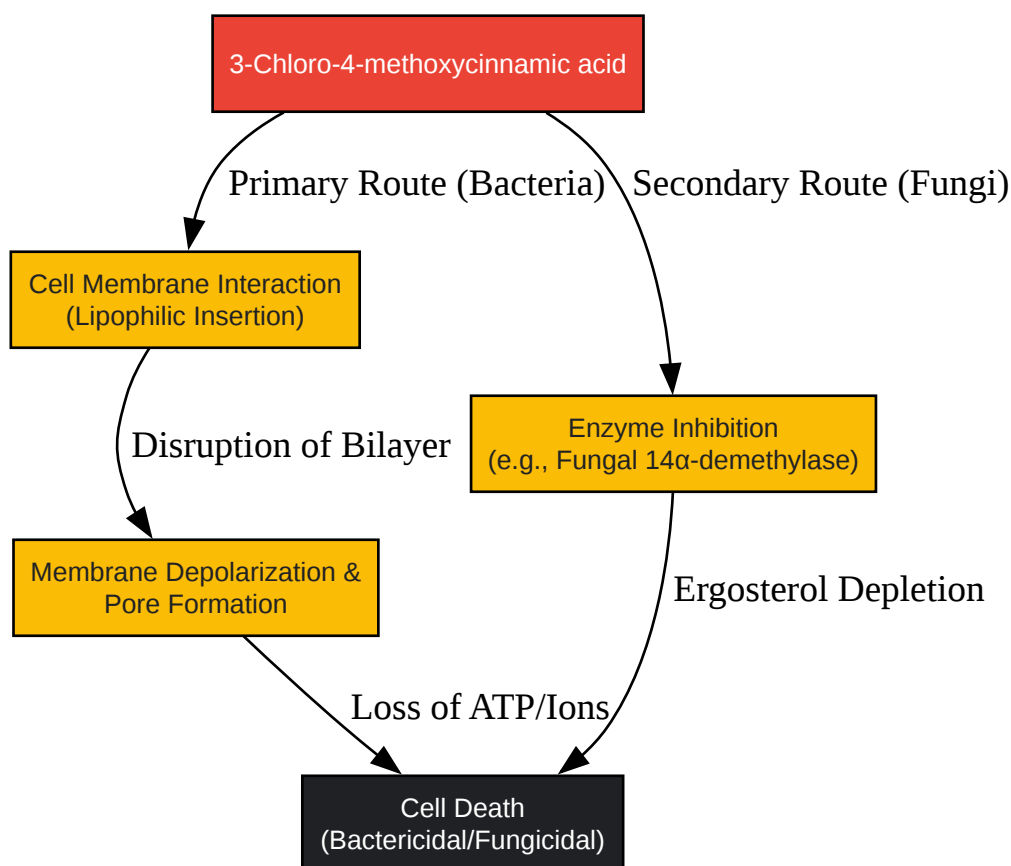 3-Chloro-4-methoxycinnamic acid
Primary Route (Bacteria)
Secondary Route (Fungi)
Cell Membrane Interaction
(Lipophilic Insertion)
Disruption of Bilayer
Enzyme Inhibition
(e.g., Fungal 14α-demethylase)
Membrane Depolarization &
Pore Formation
Ergosterol Depletion
Loss of ATP/Ions
Cell Death
(Bactericidal/Fungicidal)